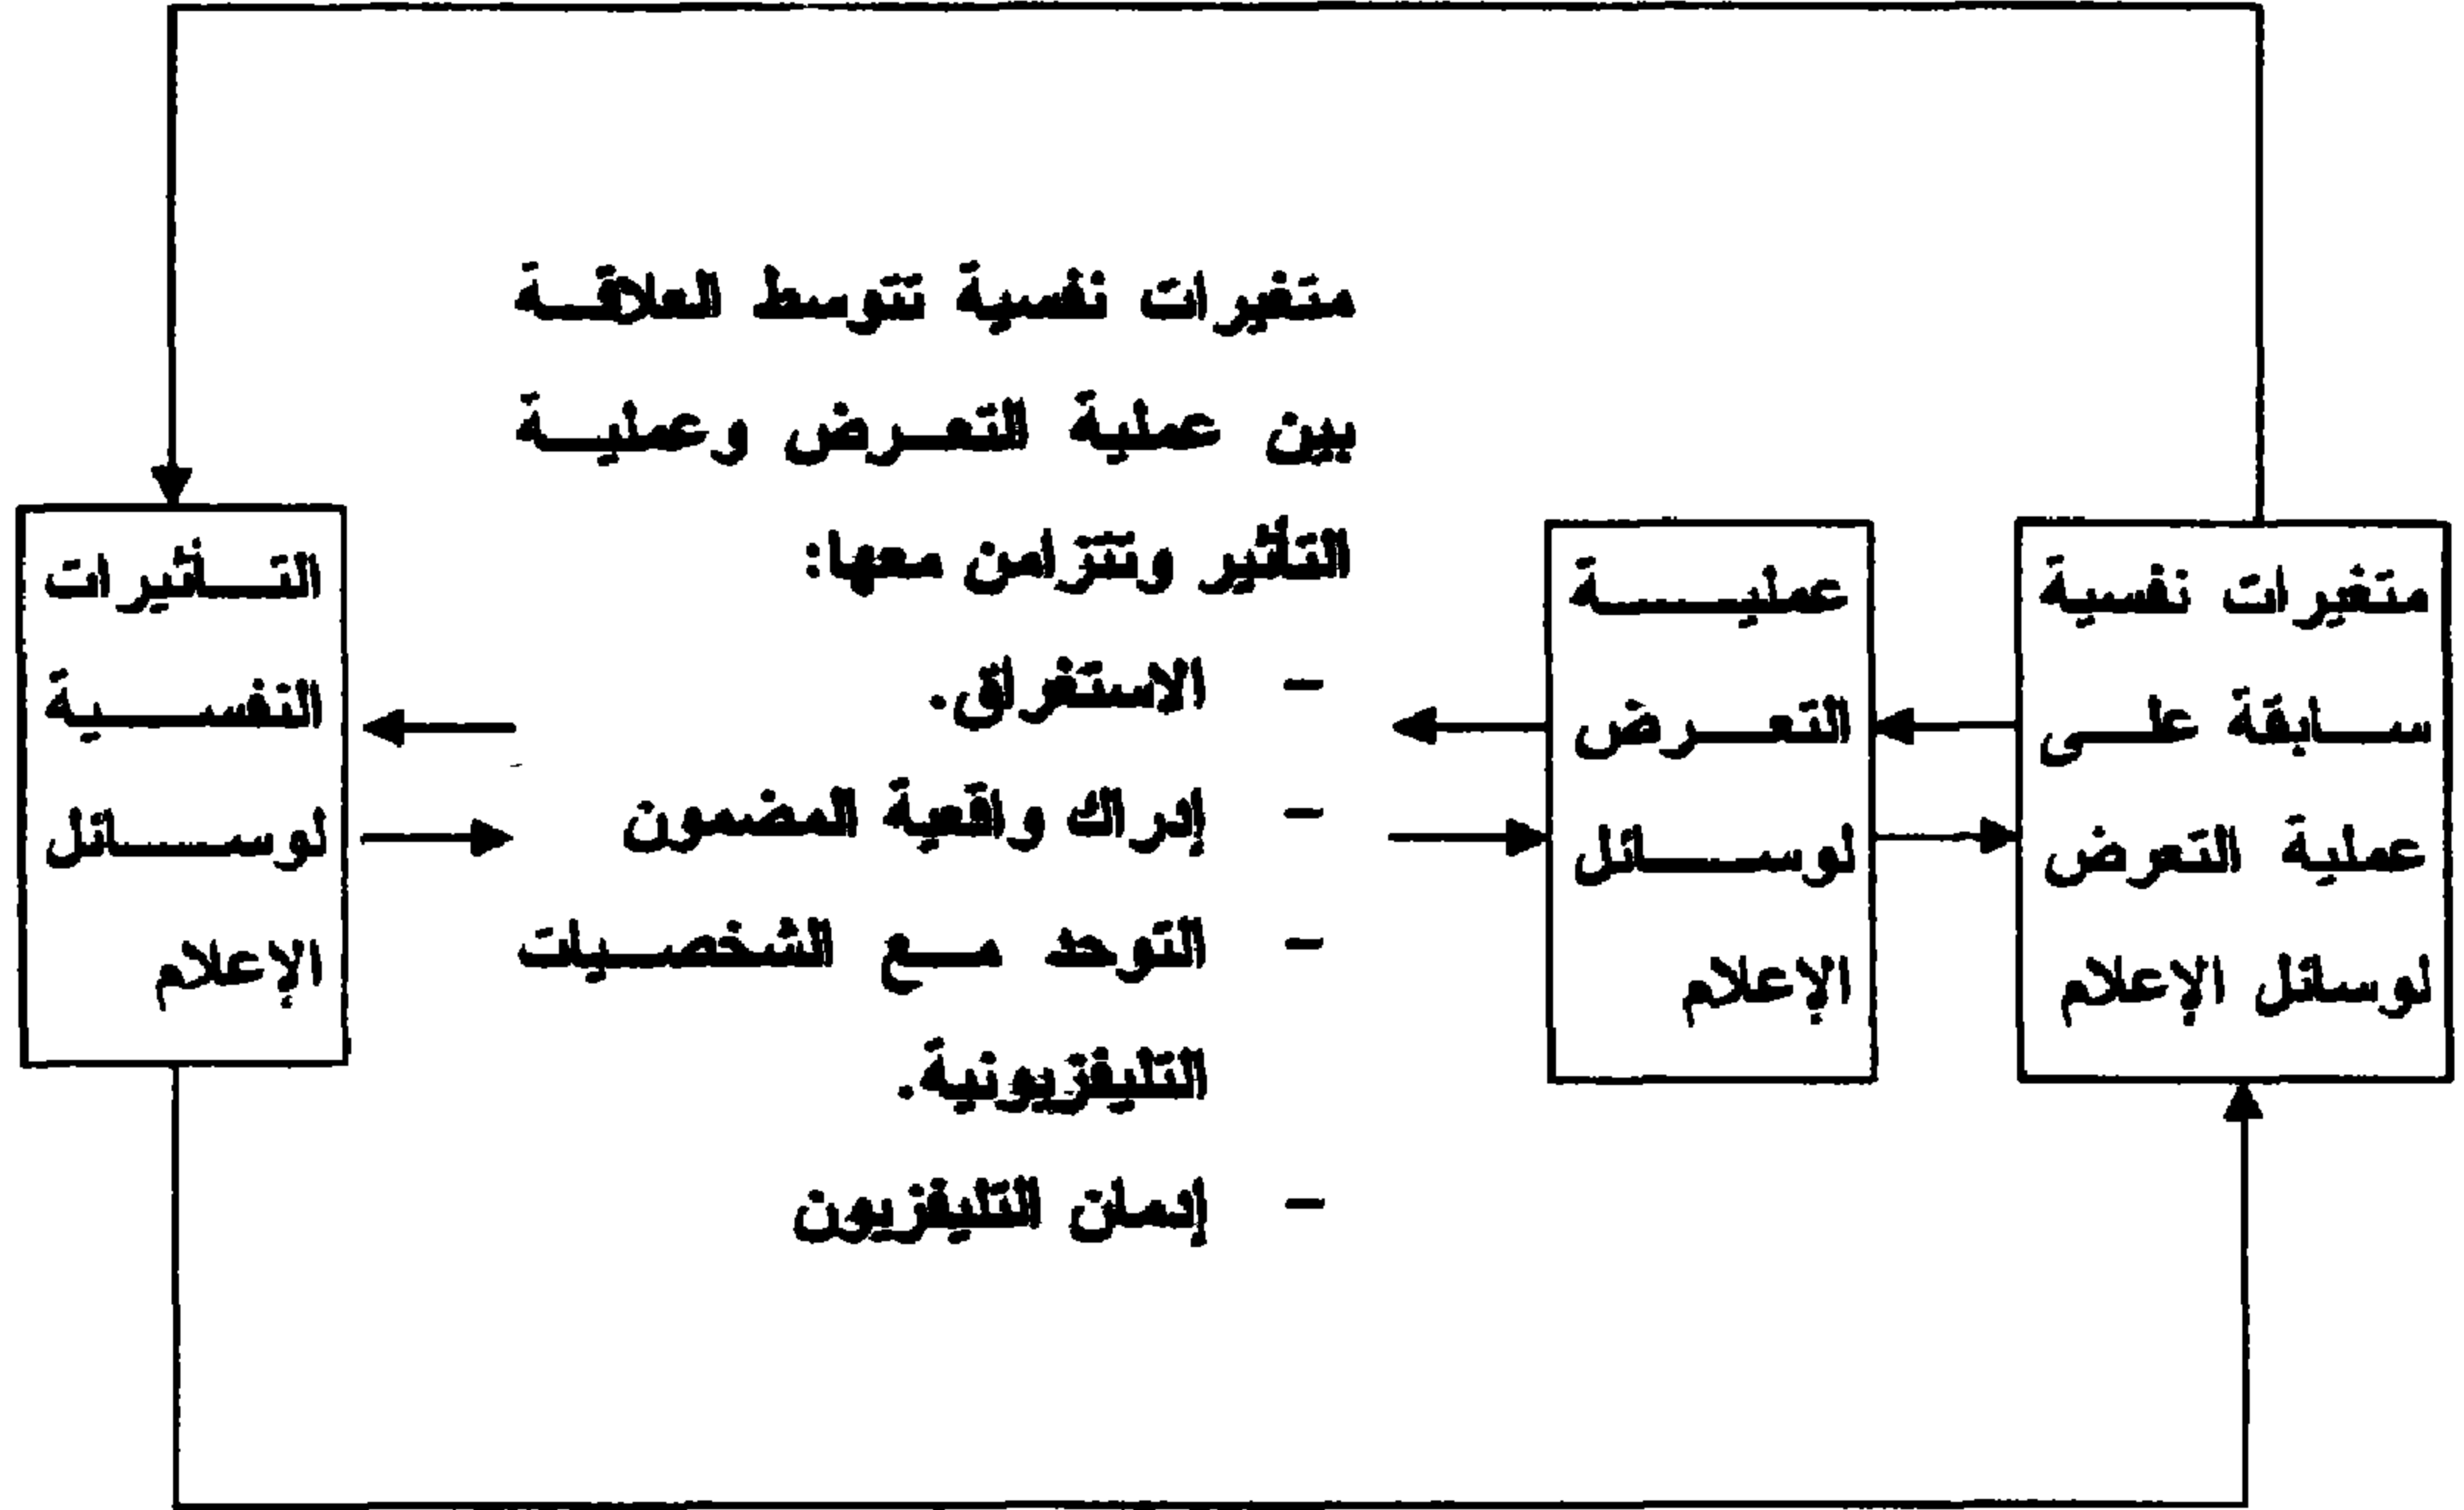 متغيرات نفسية
سابقة على
عملية التعرض
لوسائل الإعلام
عملية
التعرض
لوسائل
الإعلام
متغيرات نفسية تتوسط العلاقة
بين عملية التعرض وعملية
التأثير وتتزامن معها:
- الاستغراق.
- إدراك واقعية المضمون
- التوحد مع الشخصيات
التليفزيونية.
- إدمان التليفزيون
التأثيرات
النفسية
لوسائل
الإعلام